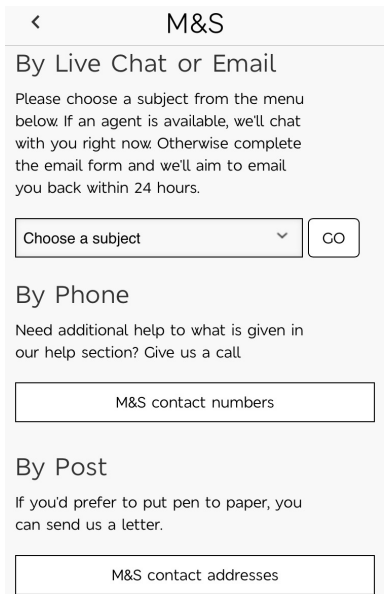 M&S
By Live Chat or Email
Please choose a subject from the menu
below. If an agent is available, we'll chat
with you right now. Otherwise complete
the email form and we'll aim to email
you back within 24 hours.
Choose a subject
GO
By Phone
Need additional help to what is given in
our help section? Give us a call
M&S contact numbers
By Post
If you'd prefer to put pen to paper, you
can send us a letter.
M&S contact addresses